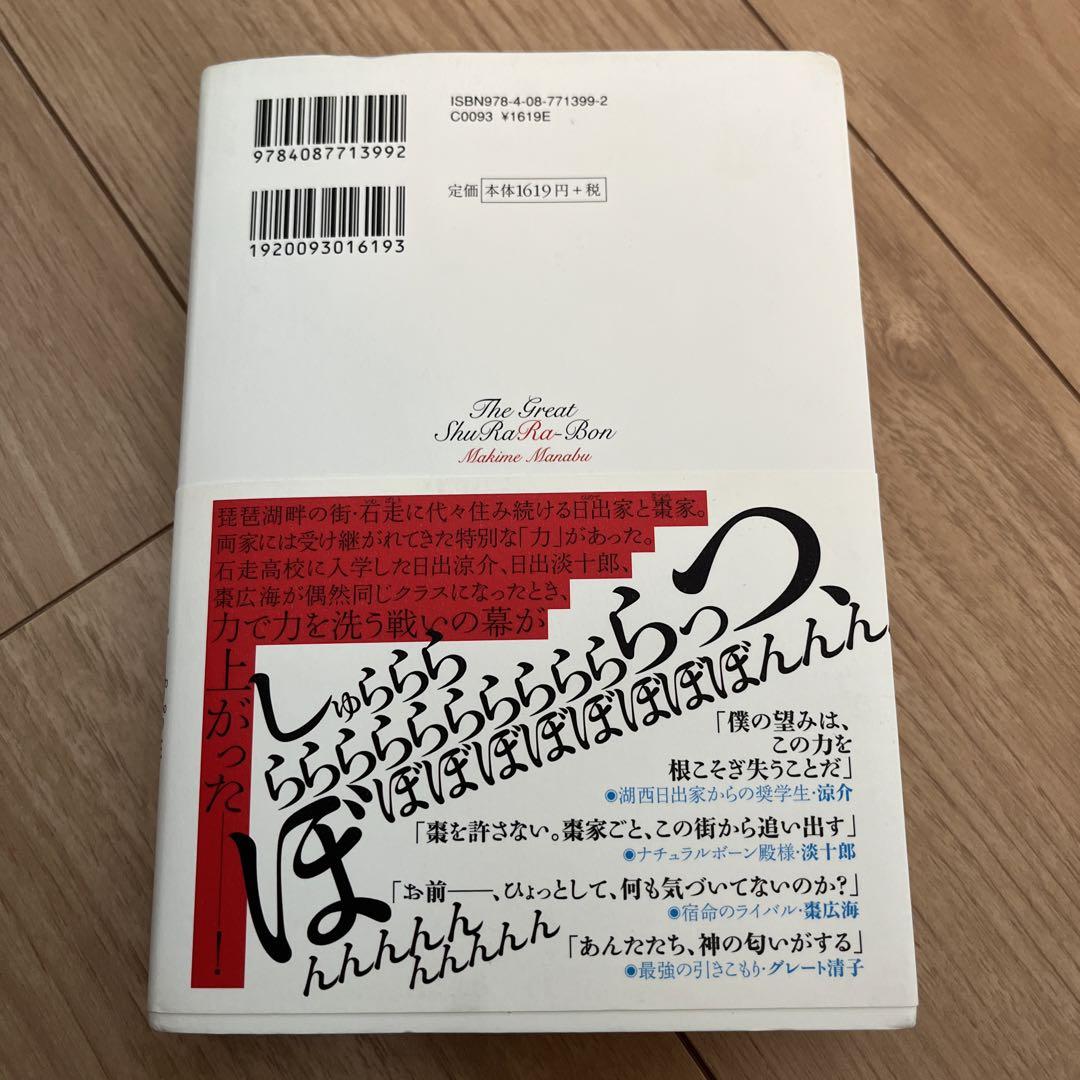 ISBN978-4-08-771399-2
C0093 ¥1619E
9784087713992
定価 本体1619円+税
1920093016193
The Great
ShuRaRa-Bon
Makime Manabu
琵琶湖畔の街・石走に代々住み続ける日出家と棗家。
両家には受け継がれてきた特別な「力」があった。
石走高校に入学した日出涼介、日出淡十郎、
棗広海が偶然同じクラスになったとき、
力で力を洗う戦いの幕が
上がった――!
しゅららら
らららららららららっつ、
ぼ、ぼぼぼぼぼぼぼぼんんん、
んんんん
んんんんん
「僕の望みは、
この力を
根こそぎ失うことだ」
◉湖西日出家からの奨学生・涼介
「棗を許さない。棗家ごと、この街から追い出す」
◉ナチュラルボーン殿様・淡十郎
「お前――、ひょっとして、何も気づいてないのか?」
◉宿命のライバル・棗広海
「あんたたち、神の匂いがする」
◉最強の引きこもり・グレート清子